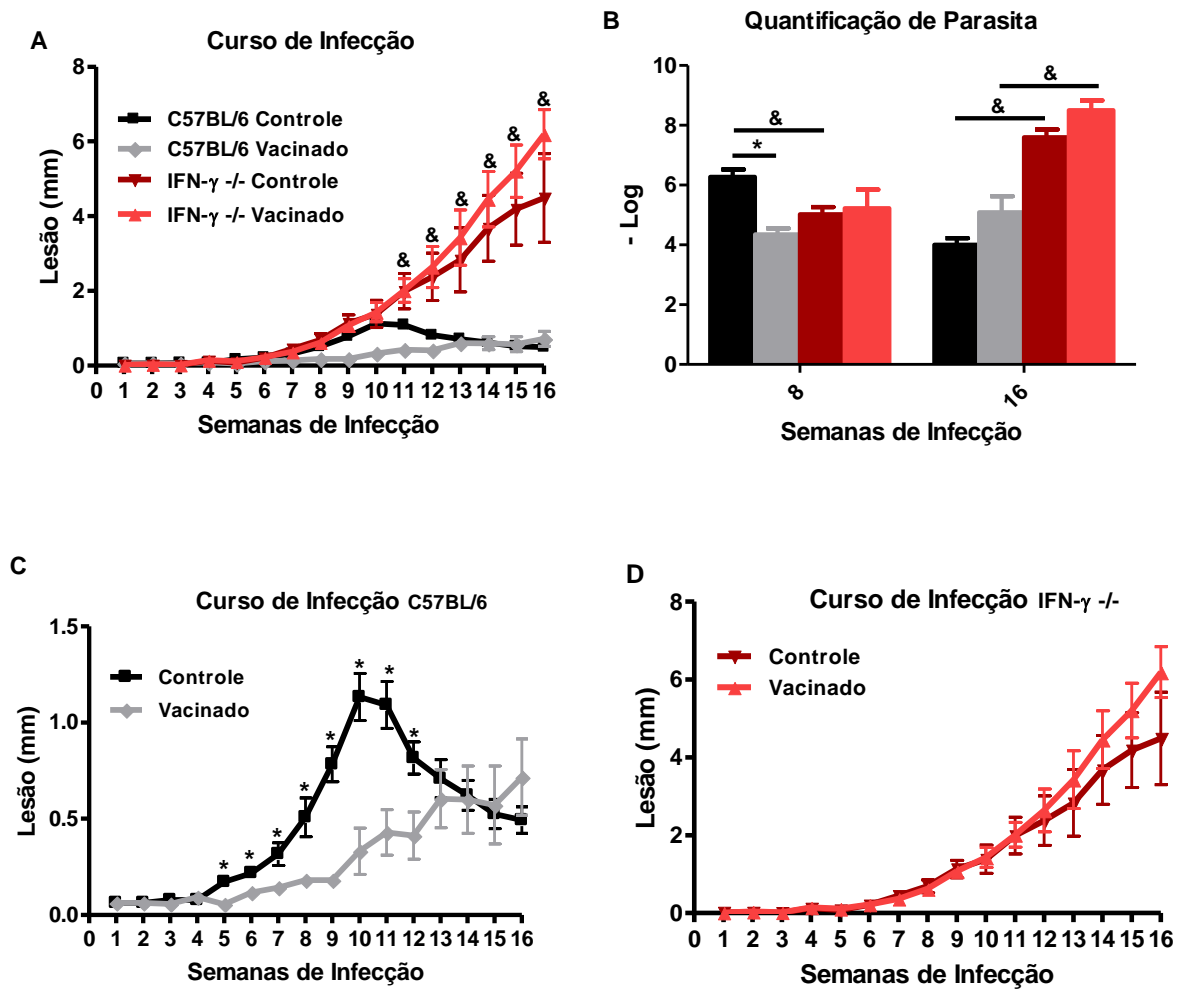 A
Curso de Infecção
Lesão (mm)
8
6
4
2
0
C57BL/6 Controle
C57BL/6 Vacinado
IFN-γ -/- Controle
IFN-γ -/- Vacinado
& & & & & &
0 1 2 3 4 5 6 7 8 9 10 11 12 13 14 15 16
Semanas de Infecção
B
Quantificação de Parasita
- Log
10
8
6
4
2
0
&
*
&
&
8 16
Semanas de Infecção
C
Curso de Infecção C57BL/6
Lesão (mm)
1.5
1.0
0.5
0.0
Controle
Vacinado
* * * * * * * *
0 1 2 3 4 5 6 7 8 9 10 11 12 13 14 15 16
Semanas de Infecção
D
Curso de Infecção IFN-γ -/-
Lesão (mm)
8
6
4
2
0
Controle
Vacinado
0 1 2 3 4 5 6 7 8 9 10 11 12 13 14 15 16
Semanas de Infecção